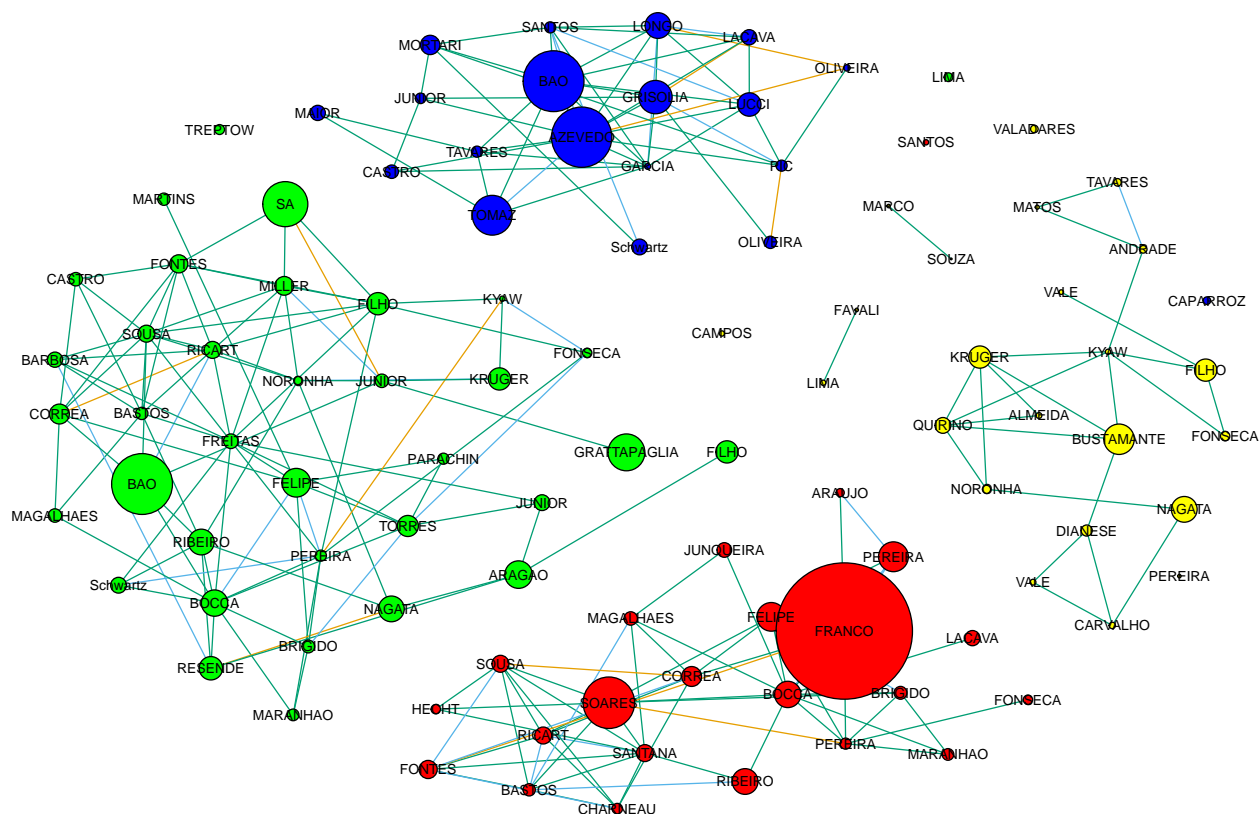 SANTOS
LONGO
LACAVA
MORTARI
OLIVEIRA
BAO
LIMA
GRISOLIA
JUNIOR
LUCCI
MAIOR
TREPTOW
AZEVEDO
VALADARES
SANTOS
TAVARES
GARCIA
PIC
CASTRO
TAVARES
MARTINS
SA
TOMAZ
MARCO
MATOS
Schwartz
OLIVEIRA
ANDRADE
SOUZA
FONTES
CASTRO
MILLER
FILHO
KYAW
VALE
CAPARROZ
FAVALI
SOUSA
CAMPOS
BARBOSA
RICART
FONSECA
KYAW
KRUGER
FILHO
NORONHA
JUNIOR
KRUGER
LIMA
CORREA
BASTOS
ALMEIDA
QUIRINO
FREITAS
BUSTAMANTE
FONSECA
GRATTAPAGLIA
FILHO
PARACHIN
BAO
FELIPE
NORONHA
ARAUJO
MAGALHAES
JUNIOR
NAGATA
TORRES
DIANESE
RIBEIRO
PEREIRA
JUNQUEIRA
PEREIRA
ARAGAO
PEREIRA
Schwartz
VALE
BOCCA
NAGATA
MAGALHAES
FELIPE
CARVALHO
FRANCO
LACAVA
BRIGIDO
RESENDE
SOUSA
CORREA
BOCCA
BRIGIDO
FONSECA
SOARES
HECHT
MARANHAO
RICART
PEREIRA
SANTANA
MARANHAO
FONTES
RIBEIRO
BASTOS
CHARNEAU